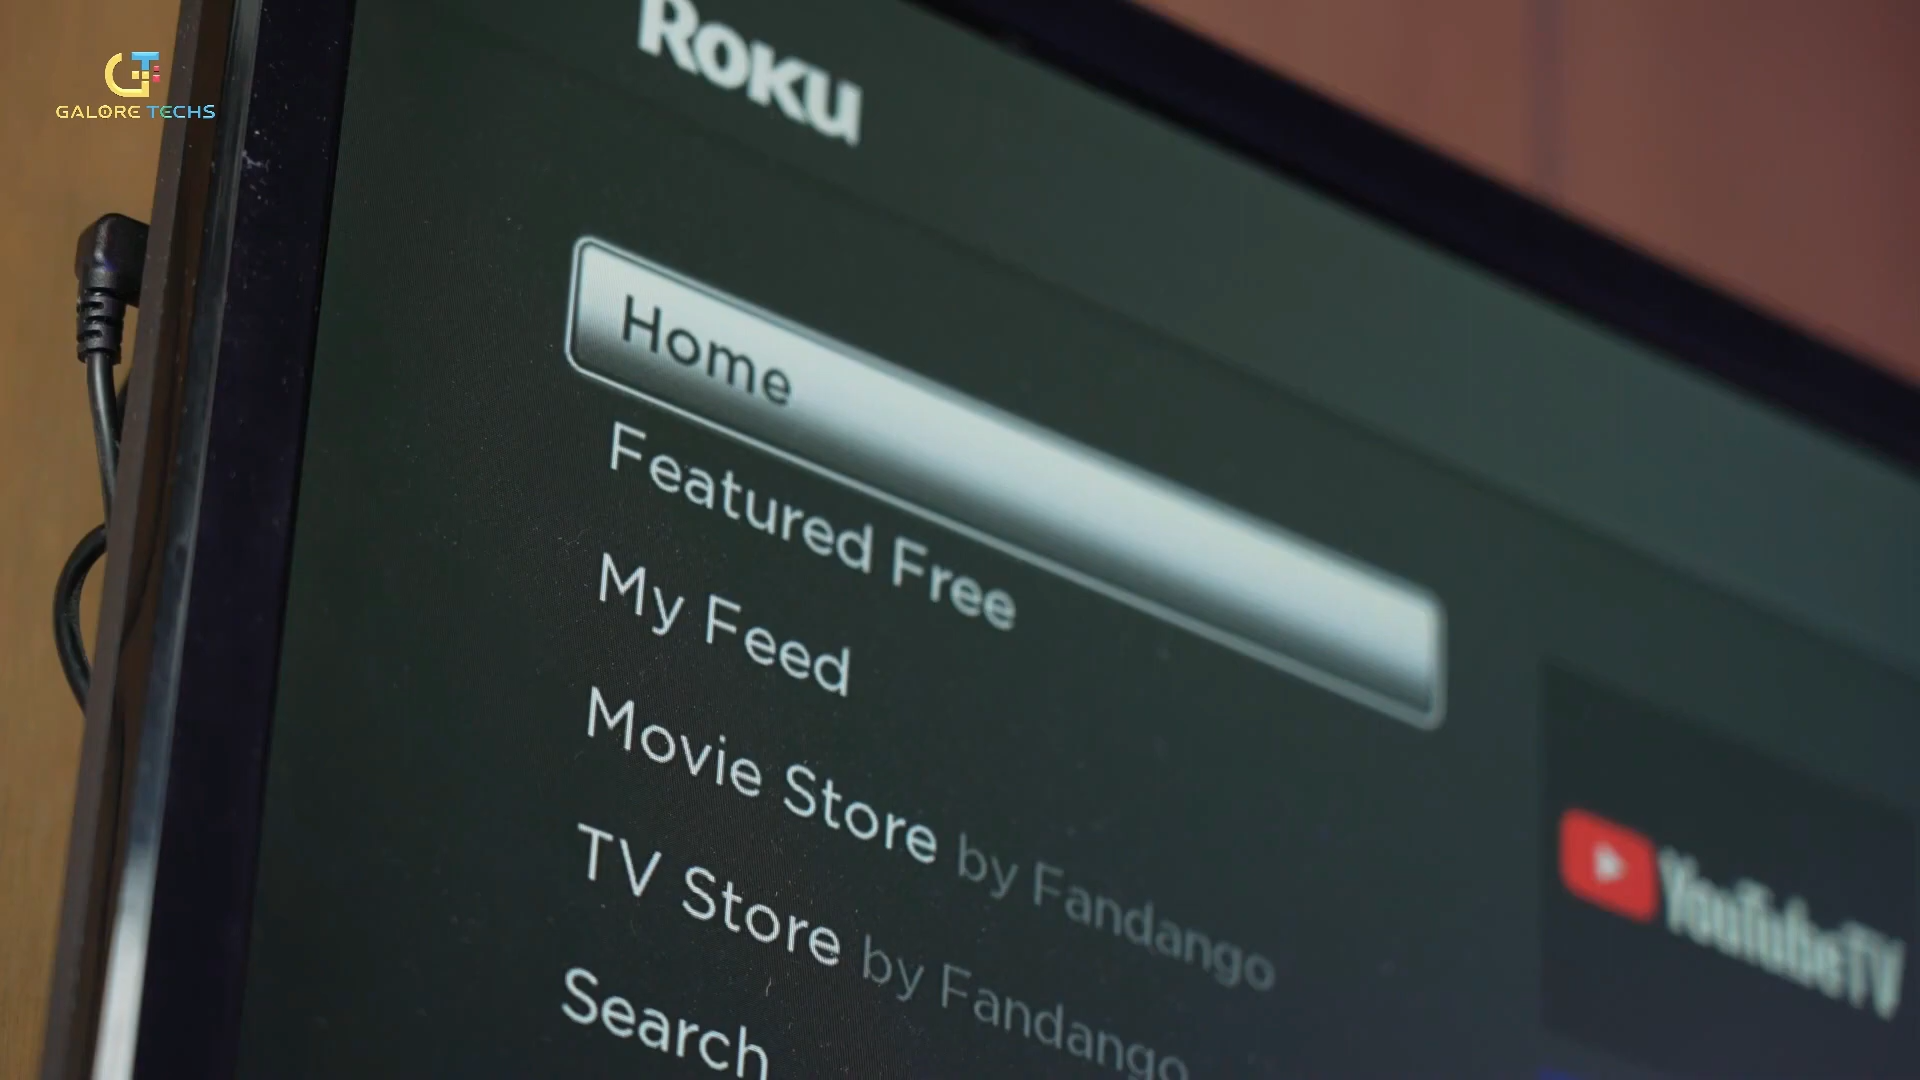 GALORE TECHS
ROKU
Home
Featured Free
My Feed
Movie Store by Fandango
TV Store by Fandango
Search
YouTubeTV